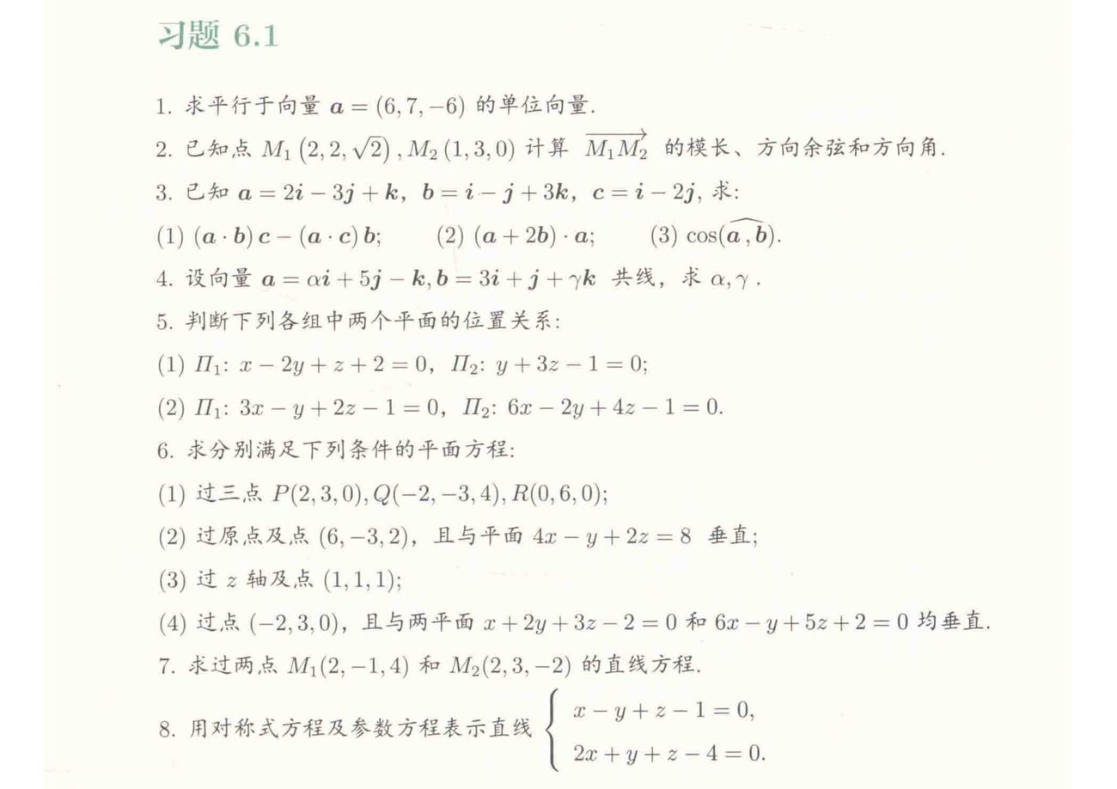 习题 6.1
1. 求平行于向量 a = (6, 7, −6) 的单位向量.
2. 已知点 M₁ (2, 2, √2) , M₂ (1, 3, 0) 计算 M₁M₂ 的模长、方向余弦和方向角.
3. 已知 a = 2i − 3j + k, b = i − j + 3k, c = i − 2j, 求:
(1) (a · b) c − (a · c) b; (2) (a + 2b) · a; (3) cos(a , b).
4. 设向量 a = αi + 5j − k, b = 3i + j + γk 共线, 求 α, γ .
5. 判断下列各组中两个平面的位置关系:
(1) Π₁: x − 2y + z + 2 = 0, Π₂: y + 3z − 1 = 0;
(2) Π₁: 3x − y + 2z − 1 = 0, Π₂: 6x − 2y + 4z − 1 = 0.
6. 求分别满足下列条件的平面方程:
(1) 过三点 P(2, 3, 0), Q(−2, −3, 4), R(0, 6, 0);
(2) 过原点及点 (6, −3, 2), 且与平面 4x − y + 2z = 8 垂直;
(3) 过 z 轴及点 (1, 1, 1);
(4) 过点 (−2, 3, 0), 且与两平面 x + 2y + 3z − 2 = 0 和 6x − y + 5z + 2 = 0 均垂直.
7. 求过两点 M₁(2, −1, 4) 和 M₂(2, 3, −2) 的直线方程.
8. 用对称式方程及参数方程表示直线 { x − y + z − 1 = 0,
2x + y + z − 4 = 0.